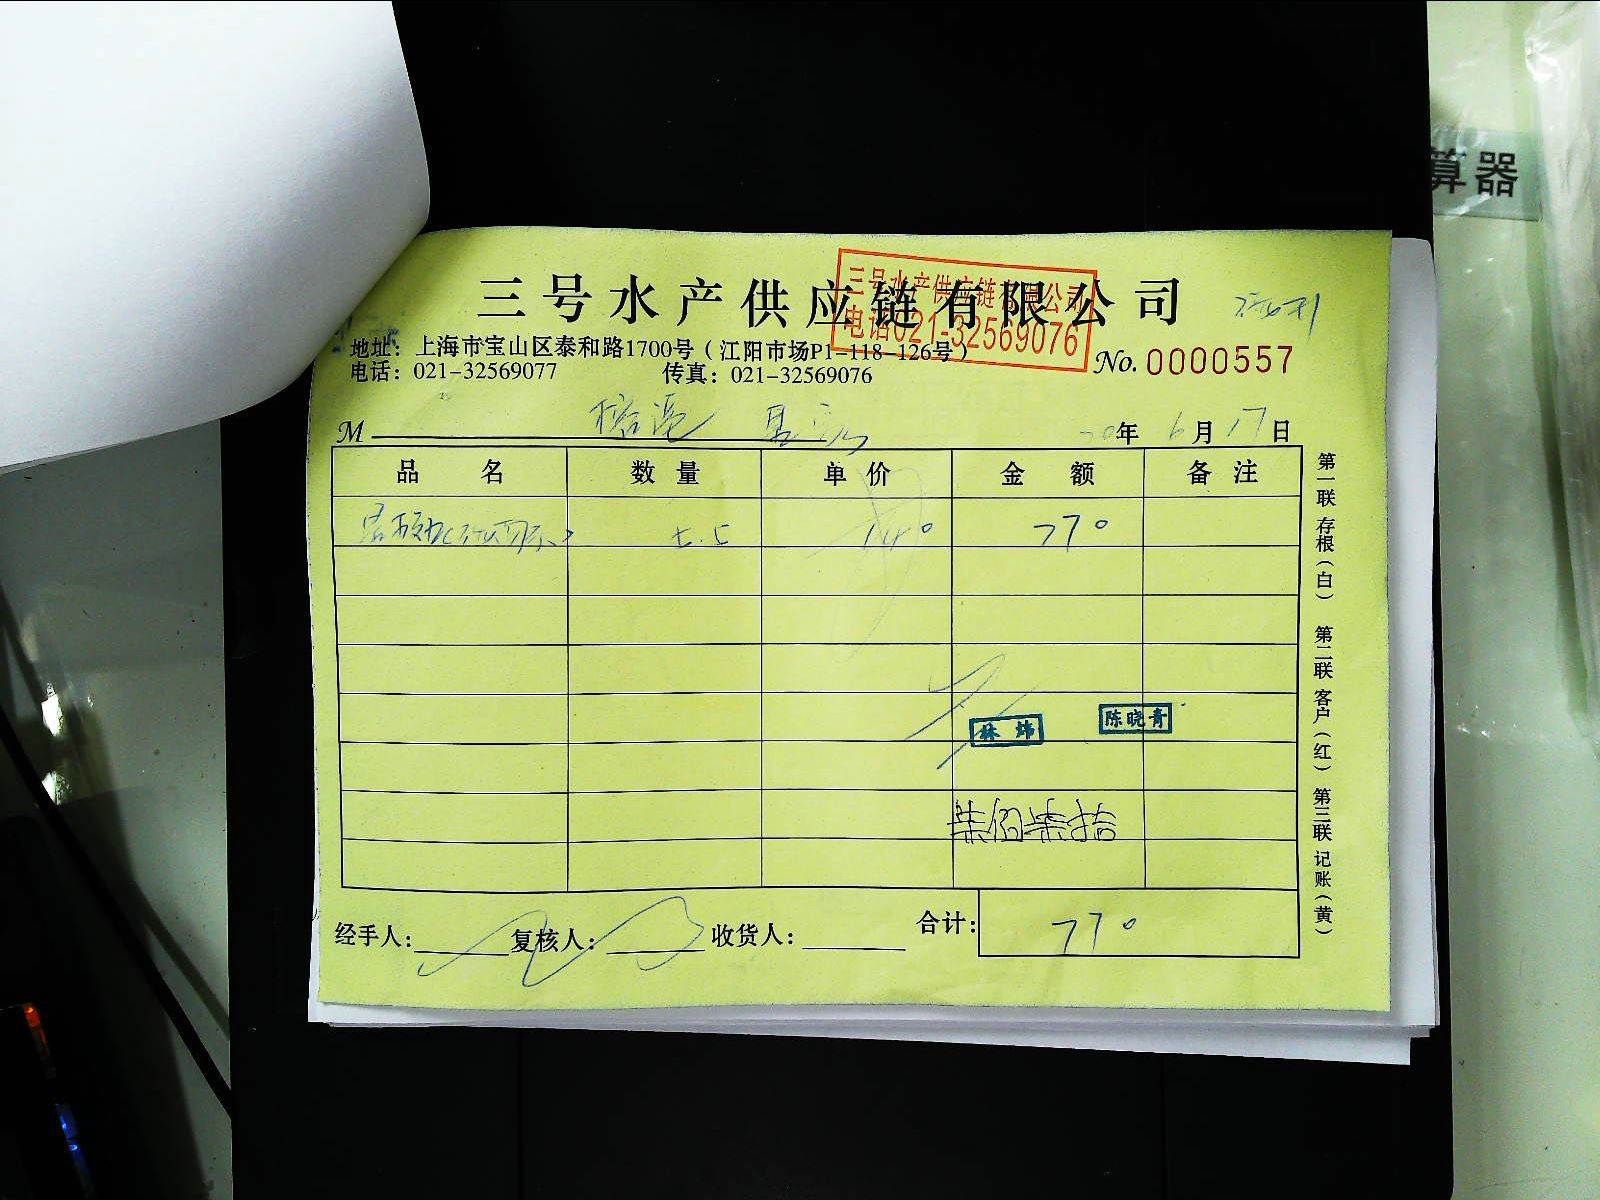 算器
三号水产供应链有限公司
三号水产供应链有限公司
电话021-32569076
地址：上海市宝山区泰和路1700号（江阳市场P1-118-126号）
电话：021-32569077 传真：021-32569076
No. 0000557
M 20年 6月17日
品名 数量 单价 金额 备注
5.5 140 770
林炜 陈晓青
柒佰柒拾
经手人： 复核人： 收货人： 合计： 770
第一联 存根（白） 第二联 客户（红） 第三联 记账（黄）